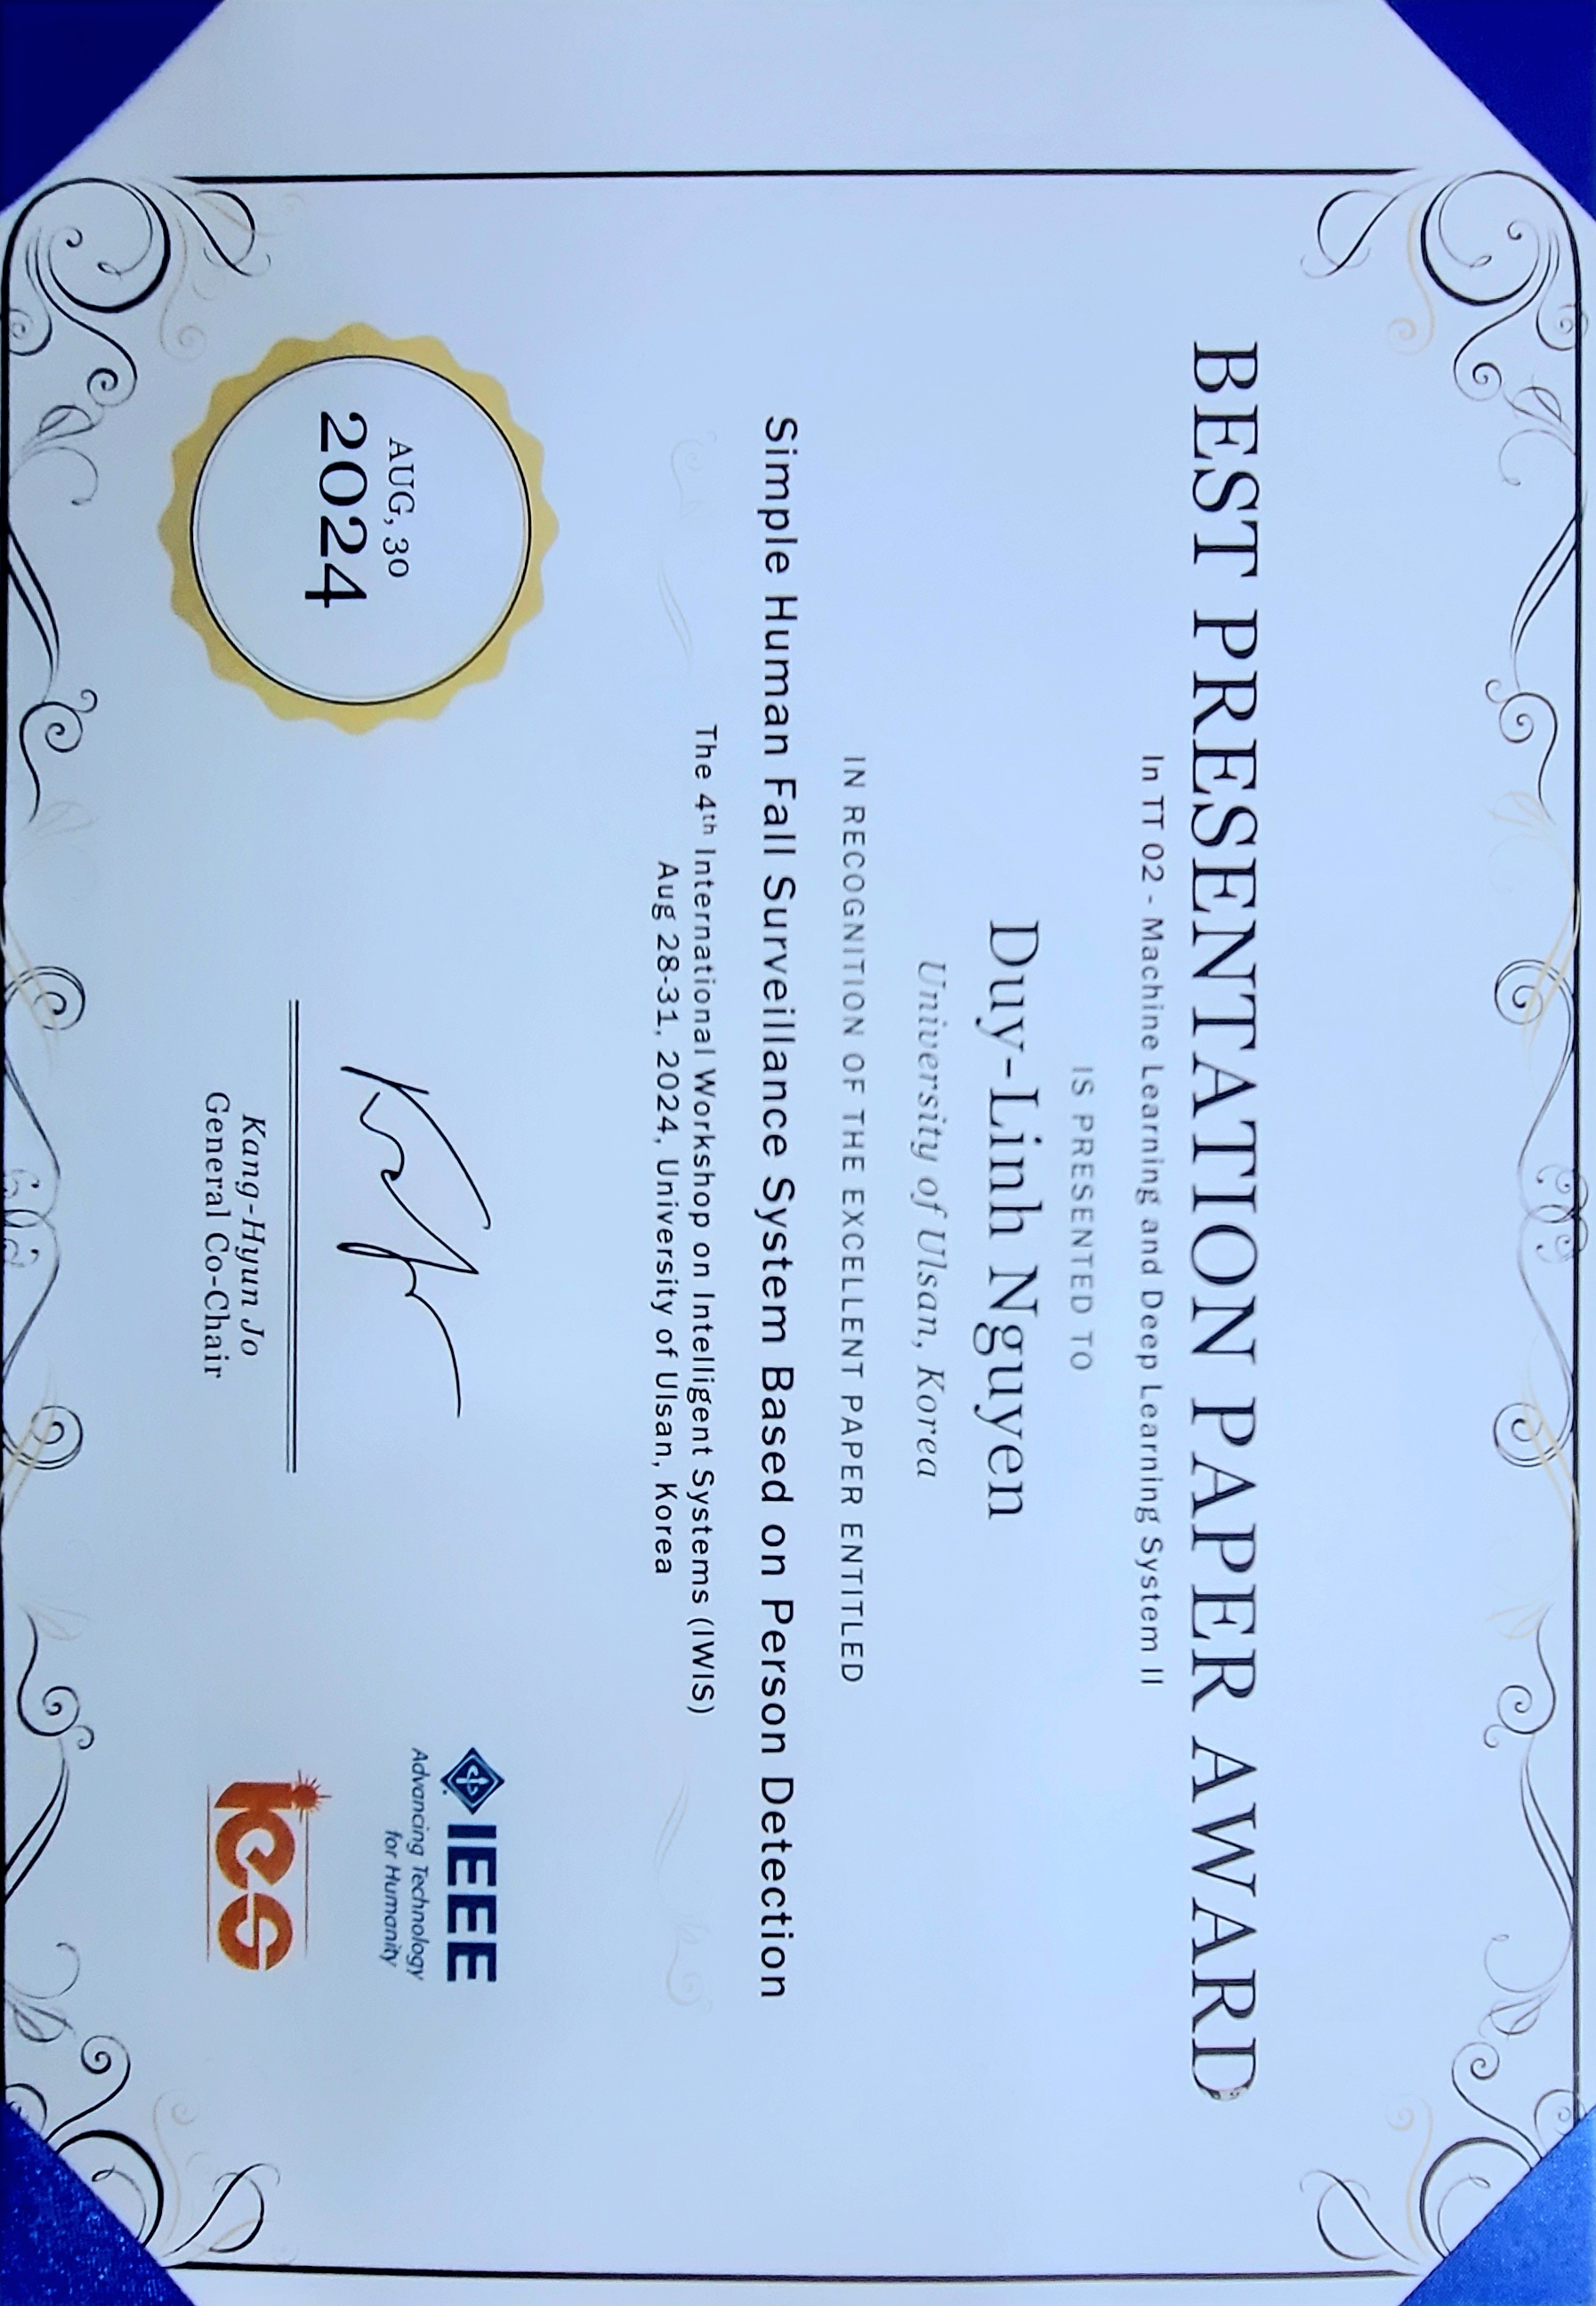 BEST PRESENTATION PAPER AWARD
In TT 02 - Machine Learning and Deep Learning System II
IS PRESENTED TO
Duy-Linh Nguyen
University of Ulsan, Korea
IN RECOGNITION OF THE EXCELLENT PAPER ENTITLED
Simple Human Fall Surveillance System Based on Person Detection
The 4th International Workshop on Intelligent Systems (IWIS)
Aug 28-31, 2024, University of Ulsan, Korea
AUG, 30
2024
Kang-Hyun Jo
General Co-Chair
IEEE
Advancing Technology
for Humanity
ies